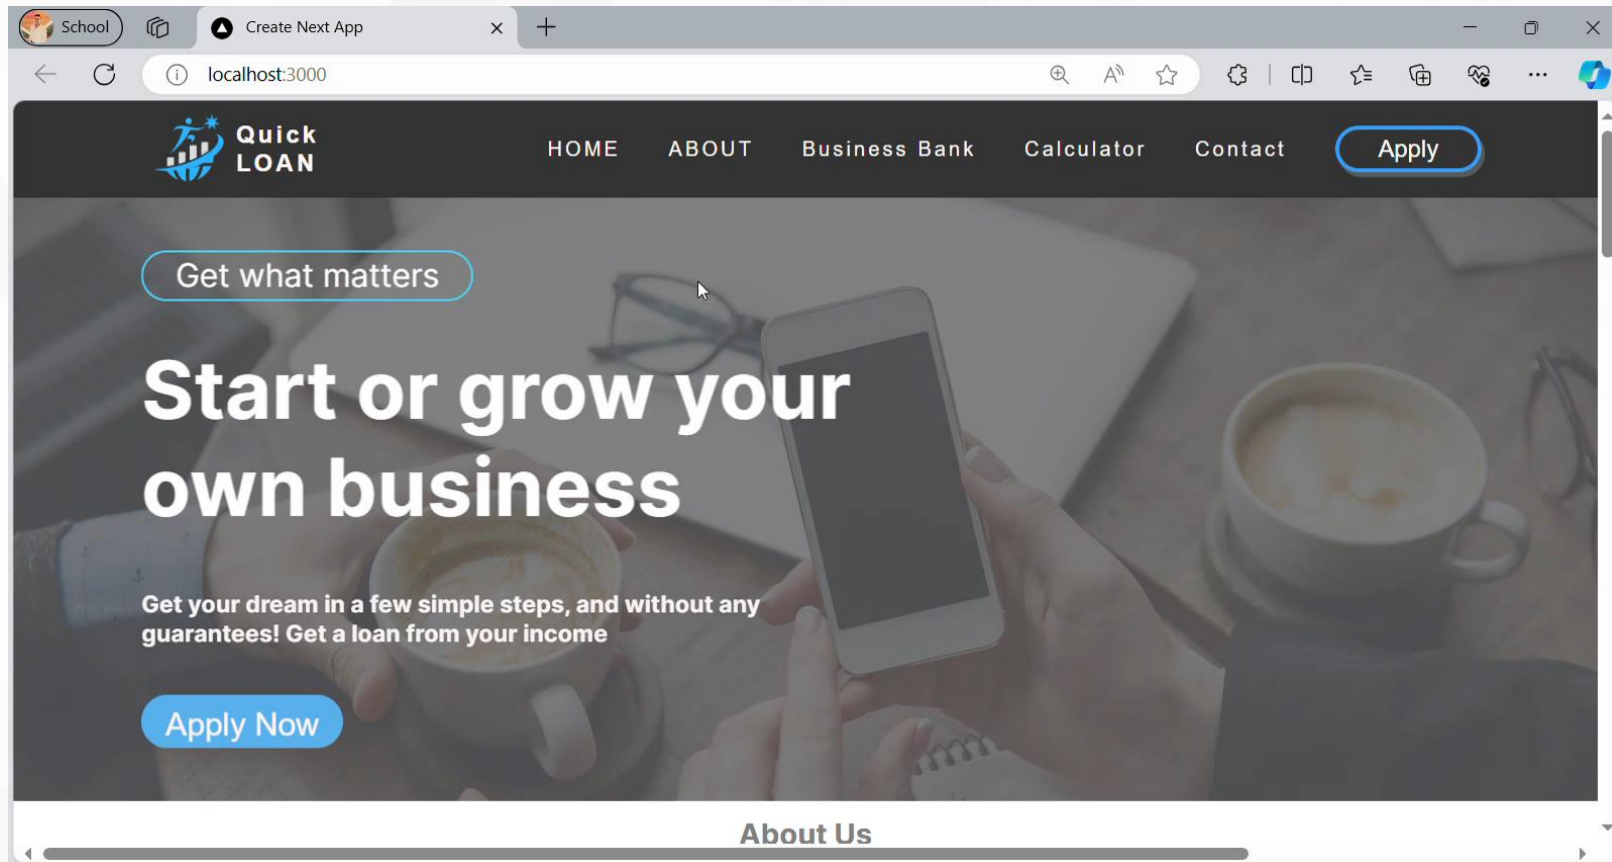 School
Create Next App
localhost:3000
Quick
LOAN
HOME
ABOUT
Business Bank
Calculator
Contact
Apply
Get what matters
Start or grow your
own business
Get your dream in a few simple steps, and without any
guarantees! Get a loan from your income
Apply Now
About Us